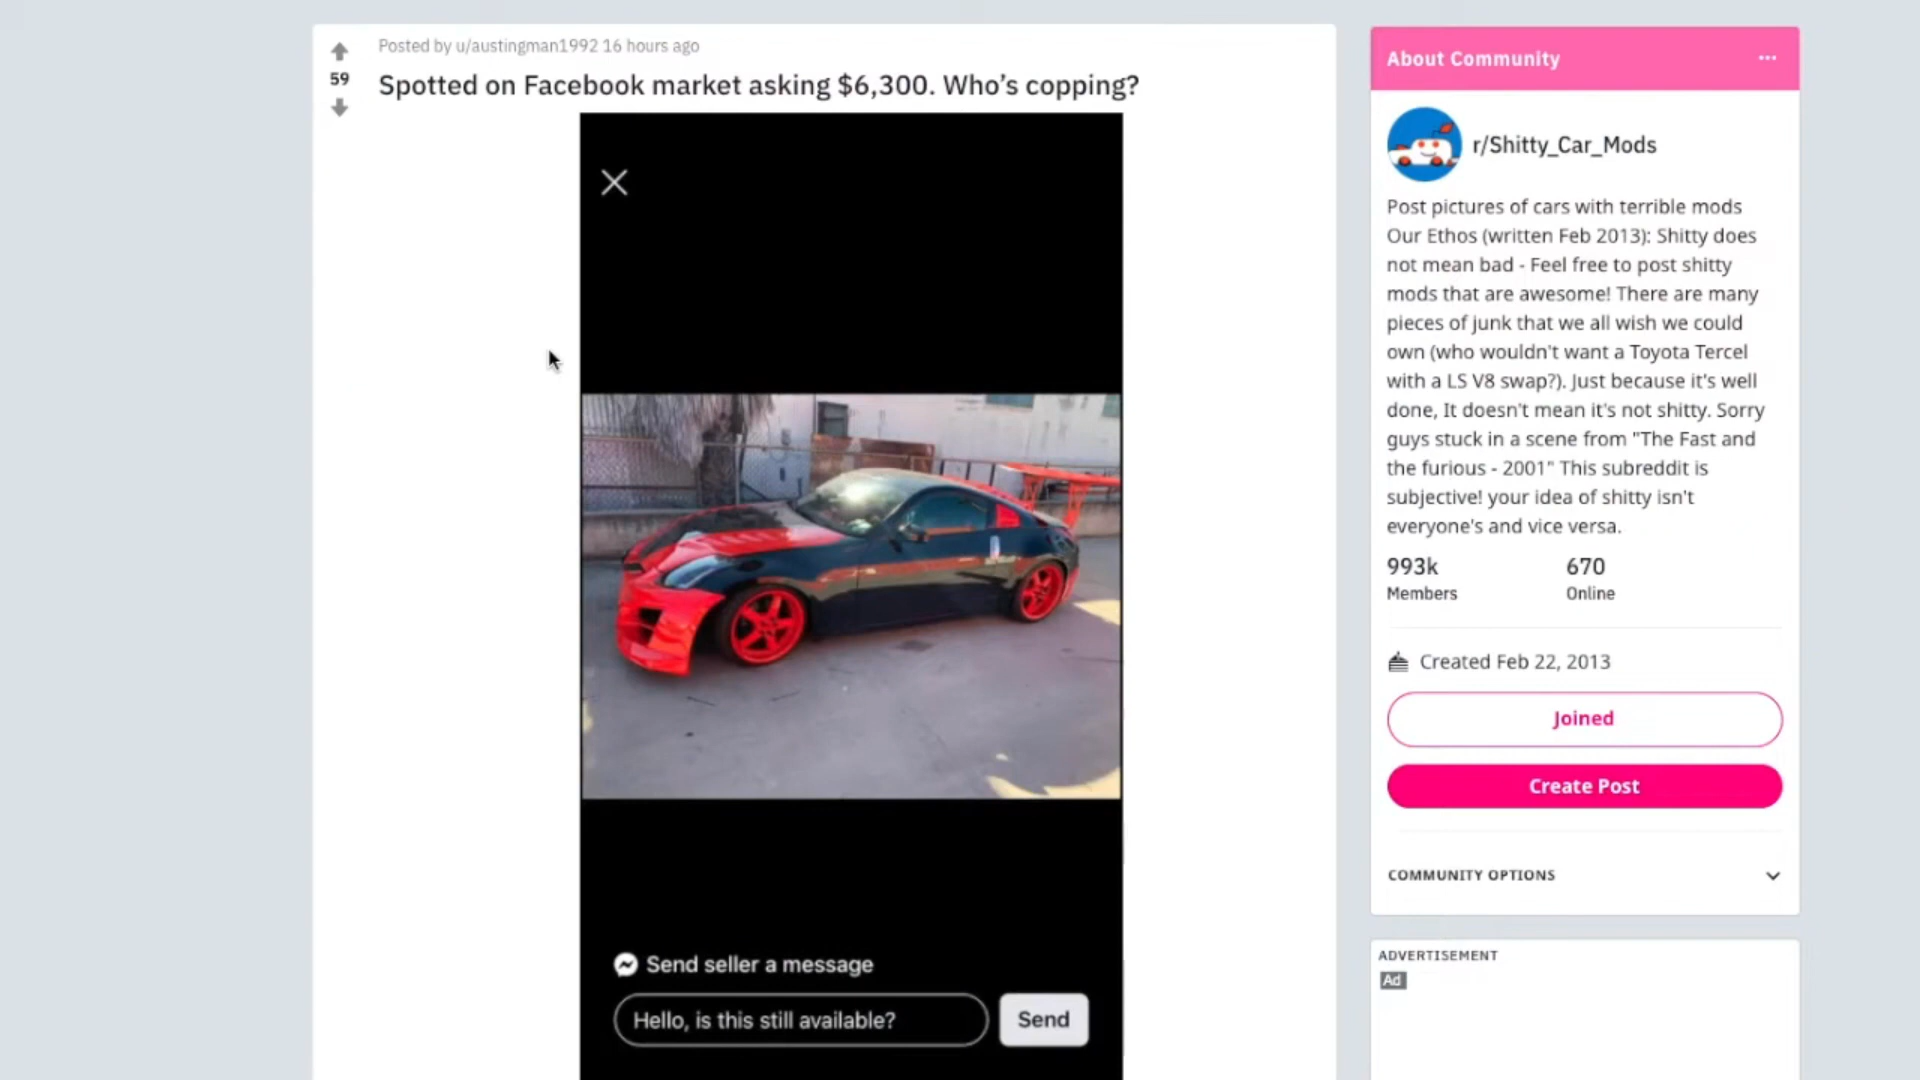 Posted by u/austingman1992 16 hours ago
59
Spotted on Facebook market asking $6,300. Who’s copping?
Send seller a message
Hello, is this still available?
Send
About Community
r/Shitty_Car_Mods
Post pictures of cars with terrible mods
Our Ethos (written Feb 2013): Shitty does
not mean bad - Feel free to post shitty
mods that are awesome! There are many
pieces of junk that we all wish we could
own (who wouldn't want a Toyota Tercel
with a LS V8 swap?). Just because it's well
done, It doesn't mean it's not shitty. Sorry
guys stuck in a scene from "The Fast and
the furious - 2001" This subreddit is
subjective! your idea of shitty isn't
everyone's and vice versa.
993k 670
Members Online
Created Feb 22, 2013
Joined
Create Post
COMMUNITY OPTIONS
ADVERTISEMENT
Ad